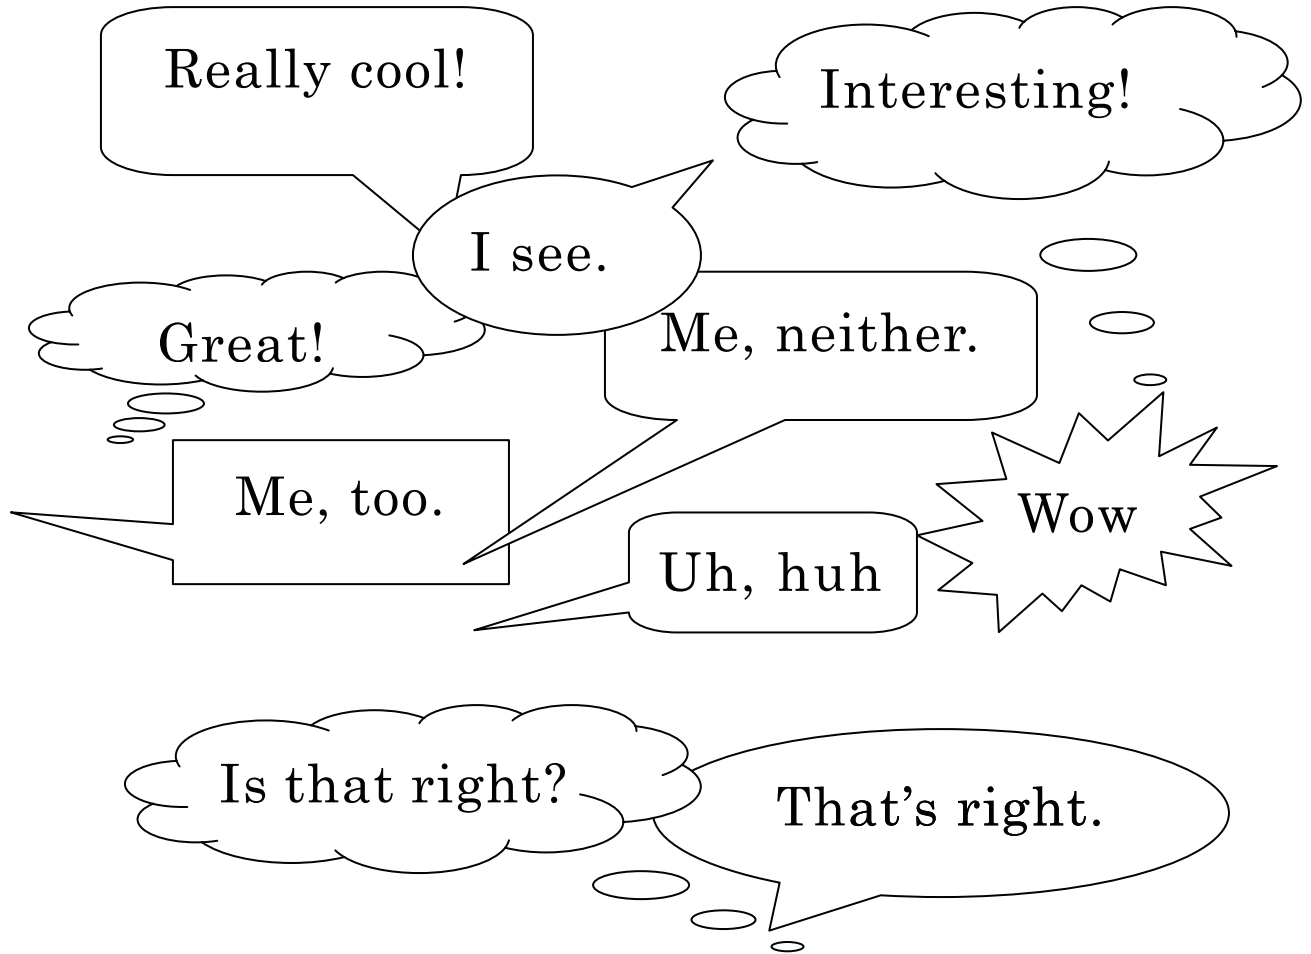 Really cool!
Interesting!
I see.
Great!
Me, neither.
Me, too.
Wow
Uh, huh
Is that right?
That’s right.